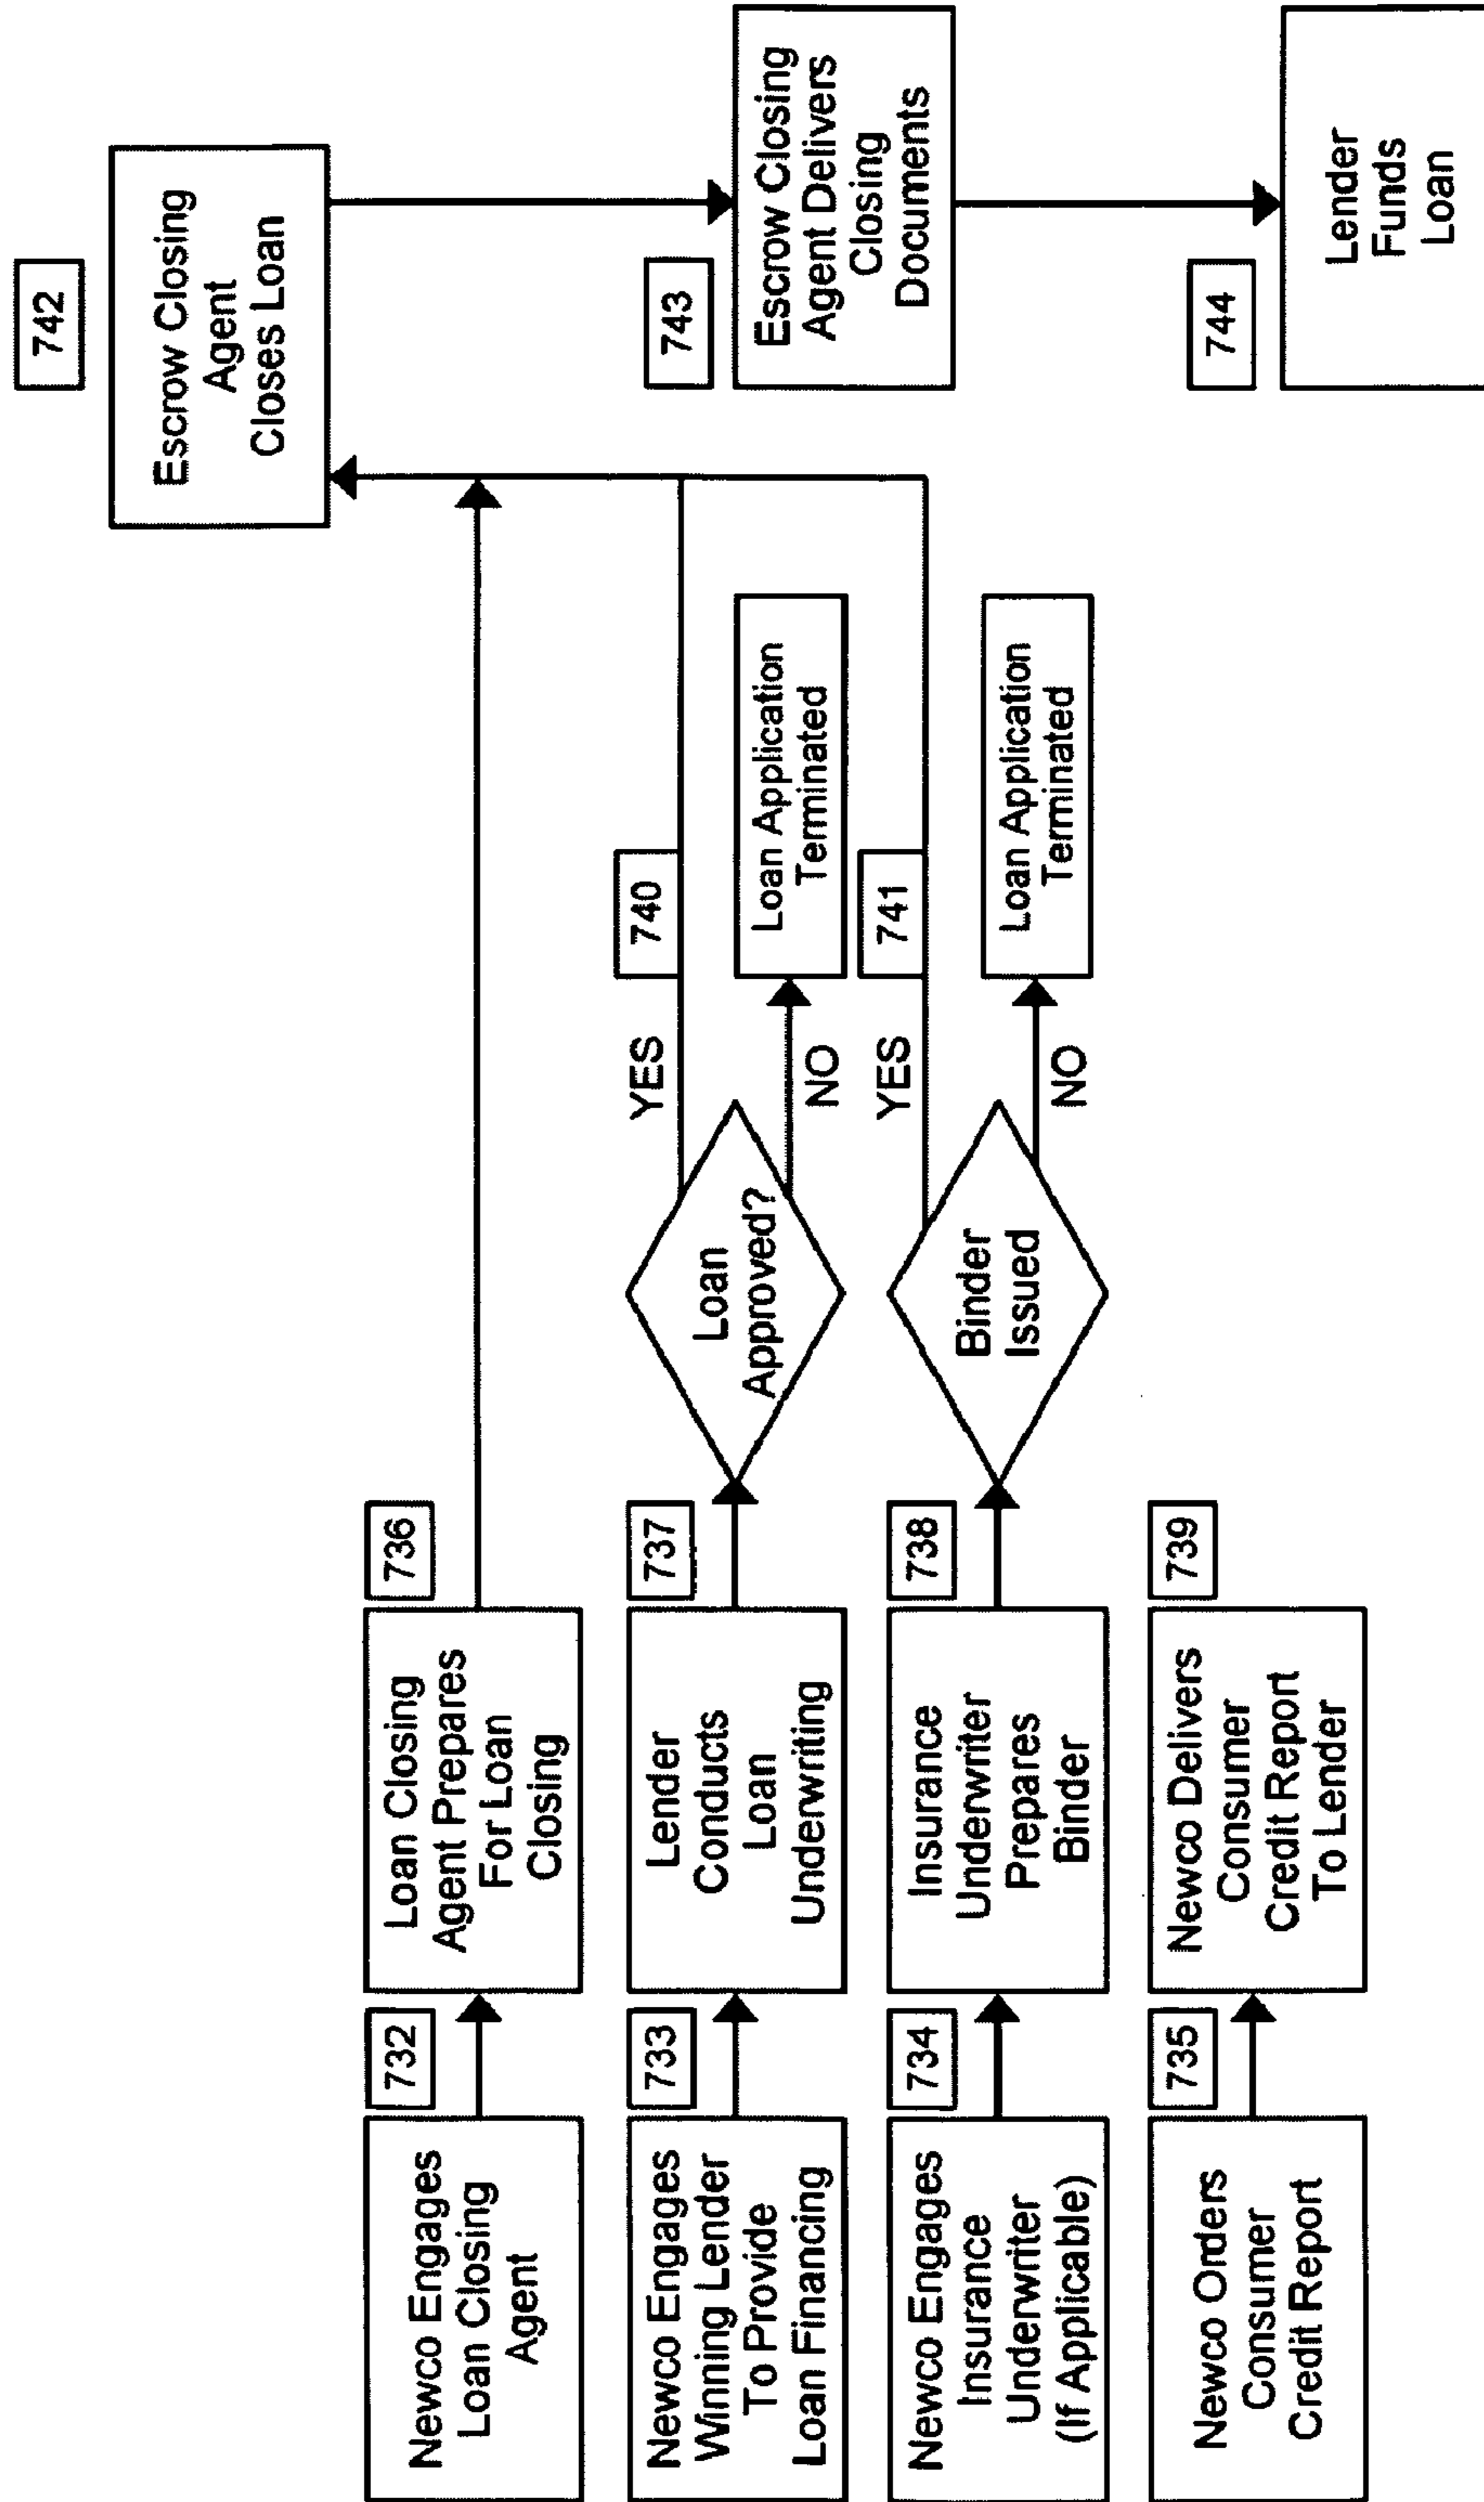 742
Escrow Closing
Agent
Closes Loan
732
Newco Engages
Loan Closing
Agent
736
Loan Closing
Agent Prepares
For Loan
Closing
733
Newco Engages
Winning Lender
To Provide
Loan Financing
737
Lender
Conducts
Loan
Underwriting
Loan
Approved?
YES
740
NO
Loan Application
Terminated
743
Escrow Closing
Agent Delivers
Closing
Documents
734
Newco Engages
Insurance
Underwriter
(If Applicable)
738
Insurance
Underwriter
Prepares
Binder
Binder
Issued
YES
741
NO
Loan Application
Terminated
735
Newco Orders
Consumer
Credit Report
739
Newco Delivers
Consumer
Credit Report
To Lender
744
Lender
Funds
Loan